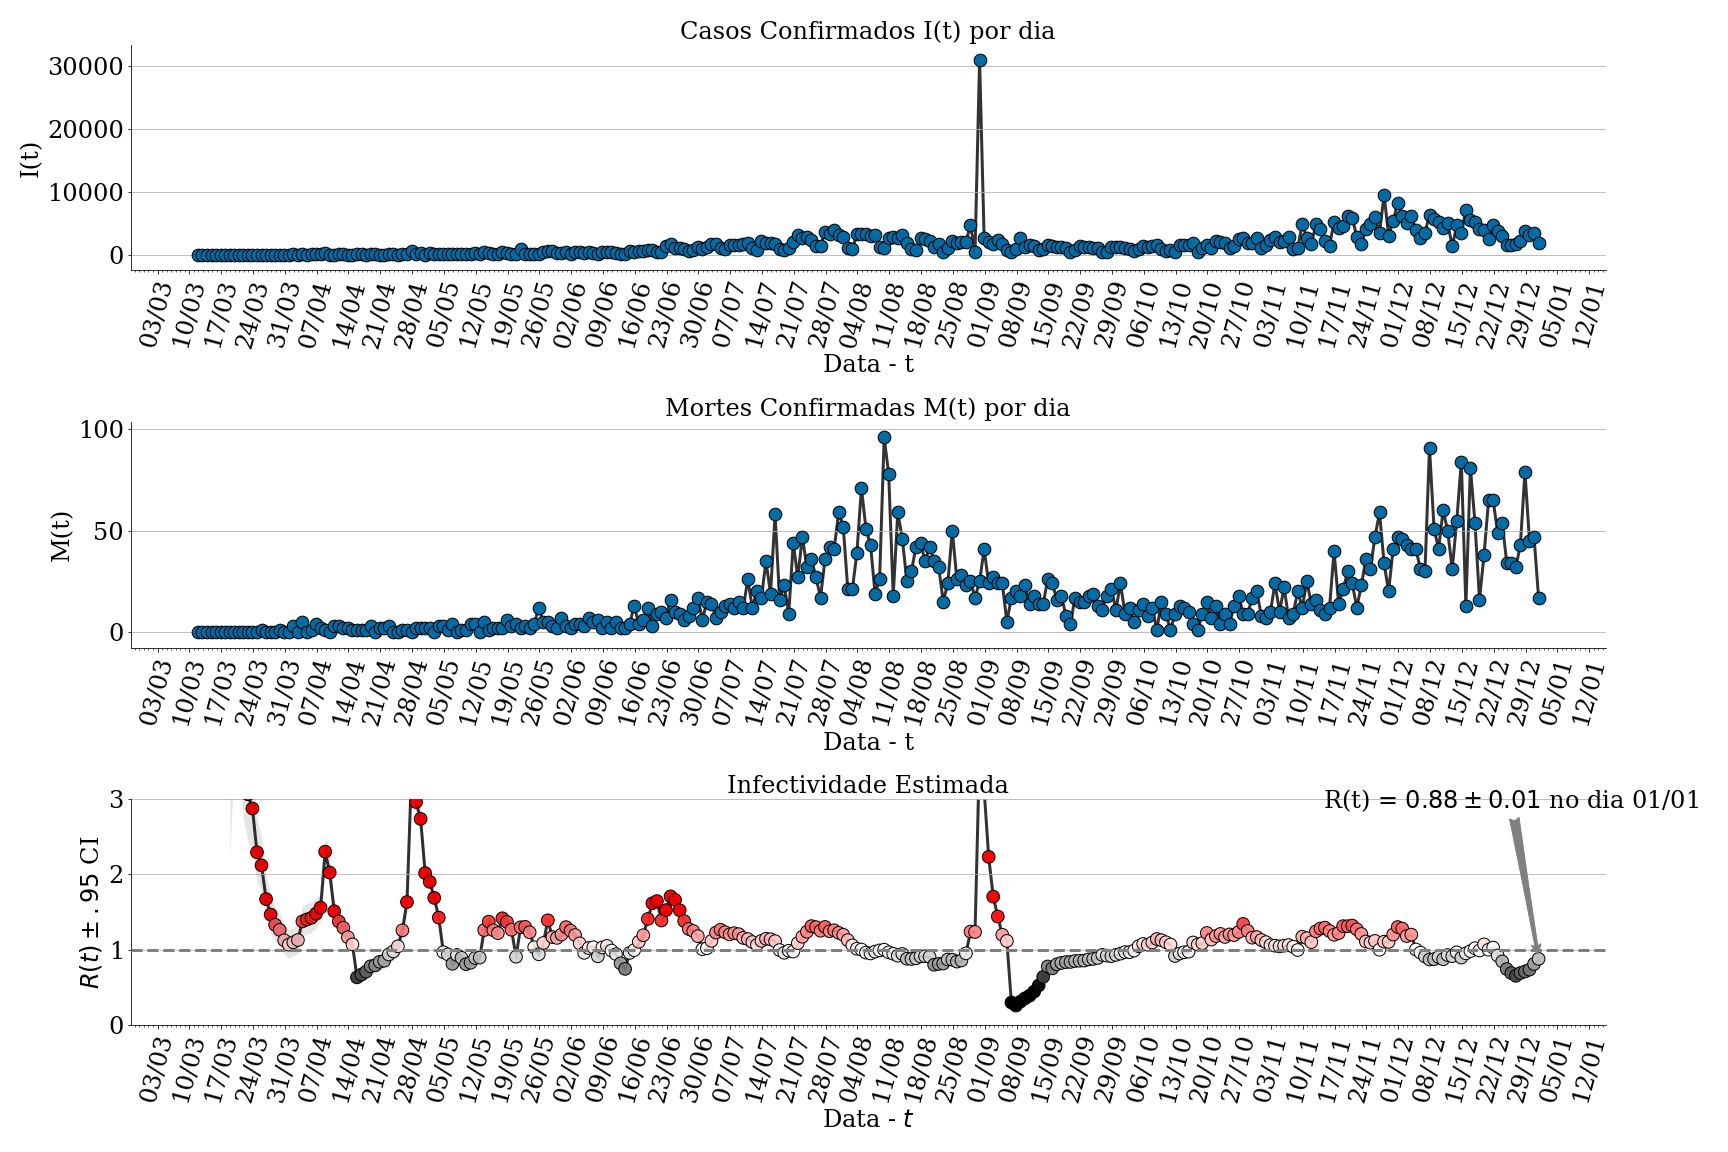 Casos Confirmados I(t) por dia
30000
20000
10000
0
I(t)
03/03 10/03 17/03 24/03 31/03 07/04 14/04 21/04 28/04 05/05 12/05 19/05 26/05 02/06 09/06 16/06 23/06 30/06 07/07 14/07 21/07 28/07 04/08 11/08 18/08 25/08 01/09 08/09 15/09 22/09 29/09 06/10 13/10 20/10 27/10 03/11 10/11 17/11 24/11 01/12 08/12 15/12 22/12 29/12 05/01 12/01
Data - t
Mortes Confirmadas M(t) por dia
100
50
0
M(t)
03/03 10/03 17/03 24/03 31/03 07/04 14/04 21/04 28/04 05/05 12/05 19/05 26/05 02/06 09/06 16/06 23/06 30/06 07/07 14/07 21/07 28/07 04/08 11/08 18/08 25/08 01/09 08/09 15/09 22/09 29/09 06/10 13/10 20/10 27/10 03/11 10/11 17/11 24/11 01/12 08/12 15/12 22/12 29/12 05/01 12/01
Data - t
Infectividade Estimada
R(t) = 0.88 ± 0.01 no dia 01/01
3
2
1
0
R(t) ± .95 CI
03/03 10/03 17/03 24/03 31/03 07/04 14/04 21/04 28/04 05/05 12/05 19/05 26/05 02/06 09/06 16/06 23/06 30/06 07/07 14/07 21/07 28/07 04/08 11/08 18/08 25/08 01/09 08/09 15/09 22/09 29/09 06/10 13/10 20/10 27/10 03/11 10/11 17/11 24/11 01/12 08/12 15/12 22/12 29/12 05/01 12/01
Data - t